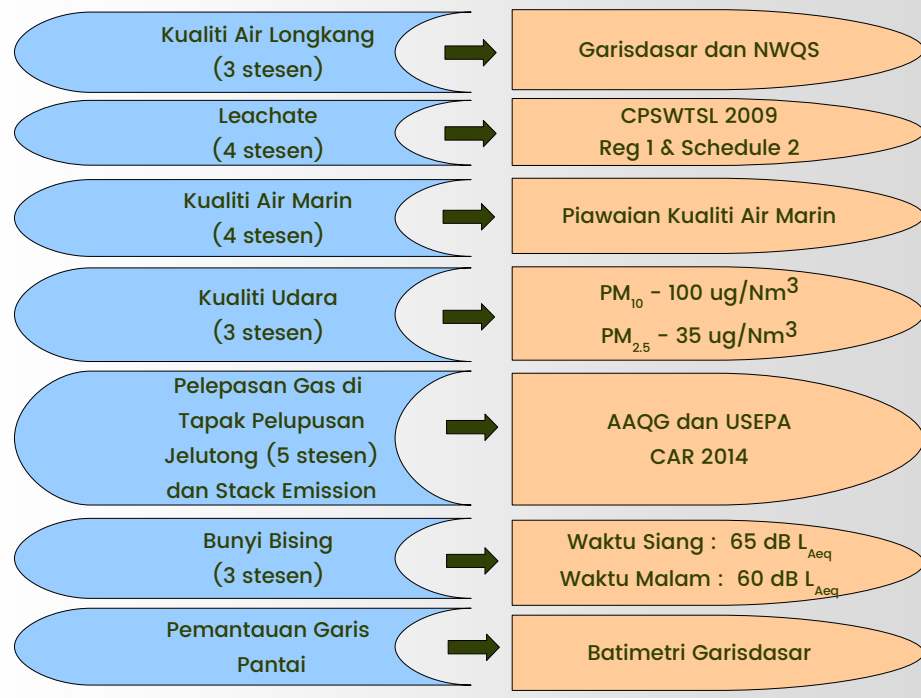 Kualiti Air Longkang
(3 stesen)
Garisdasar dan NWQS
Leachate
(4 stesen)
CPSWTSL 2009
Reg 1 & Schedule 2
Kualiti Air Marin
(4 stesen)
Piawaian Kualiti Air Marin
Kualiti Udara
(3 stesen)
PM10 - 100 ug/Nm3
PM2.5 - 35 ug/Nm3
Pelepasan Gas di
Tapak Pelupusan
Jelutong (5 stesen)
dan Stack Emission
AAQG dan USEPA
CAR 2014
Bunyi Bising
(3 stesen)
Waktu Siang : 65 dB LAeq
Waktu Malam : 60 dB LAeq
Pemantauan Garis
Pantai
Batimetri Garisdasar